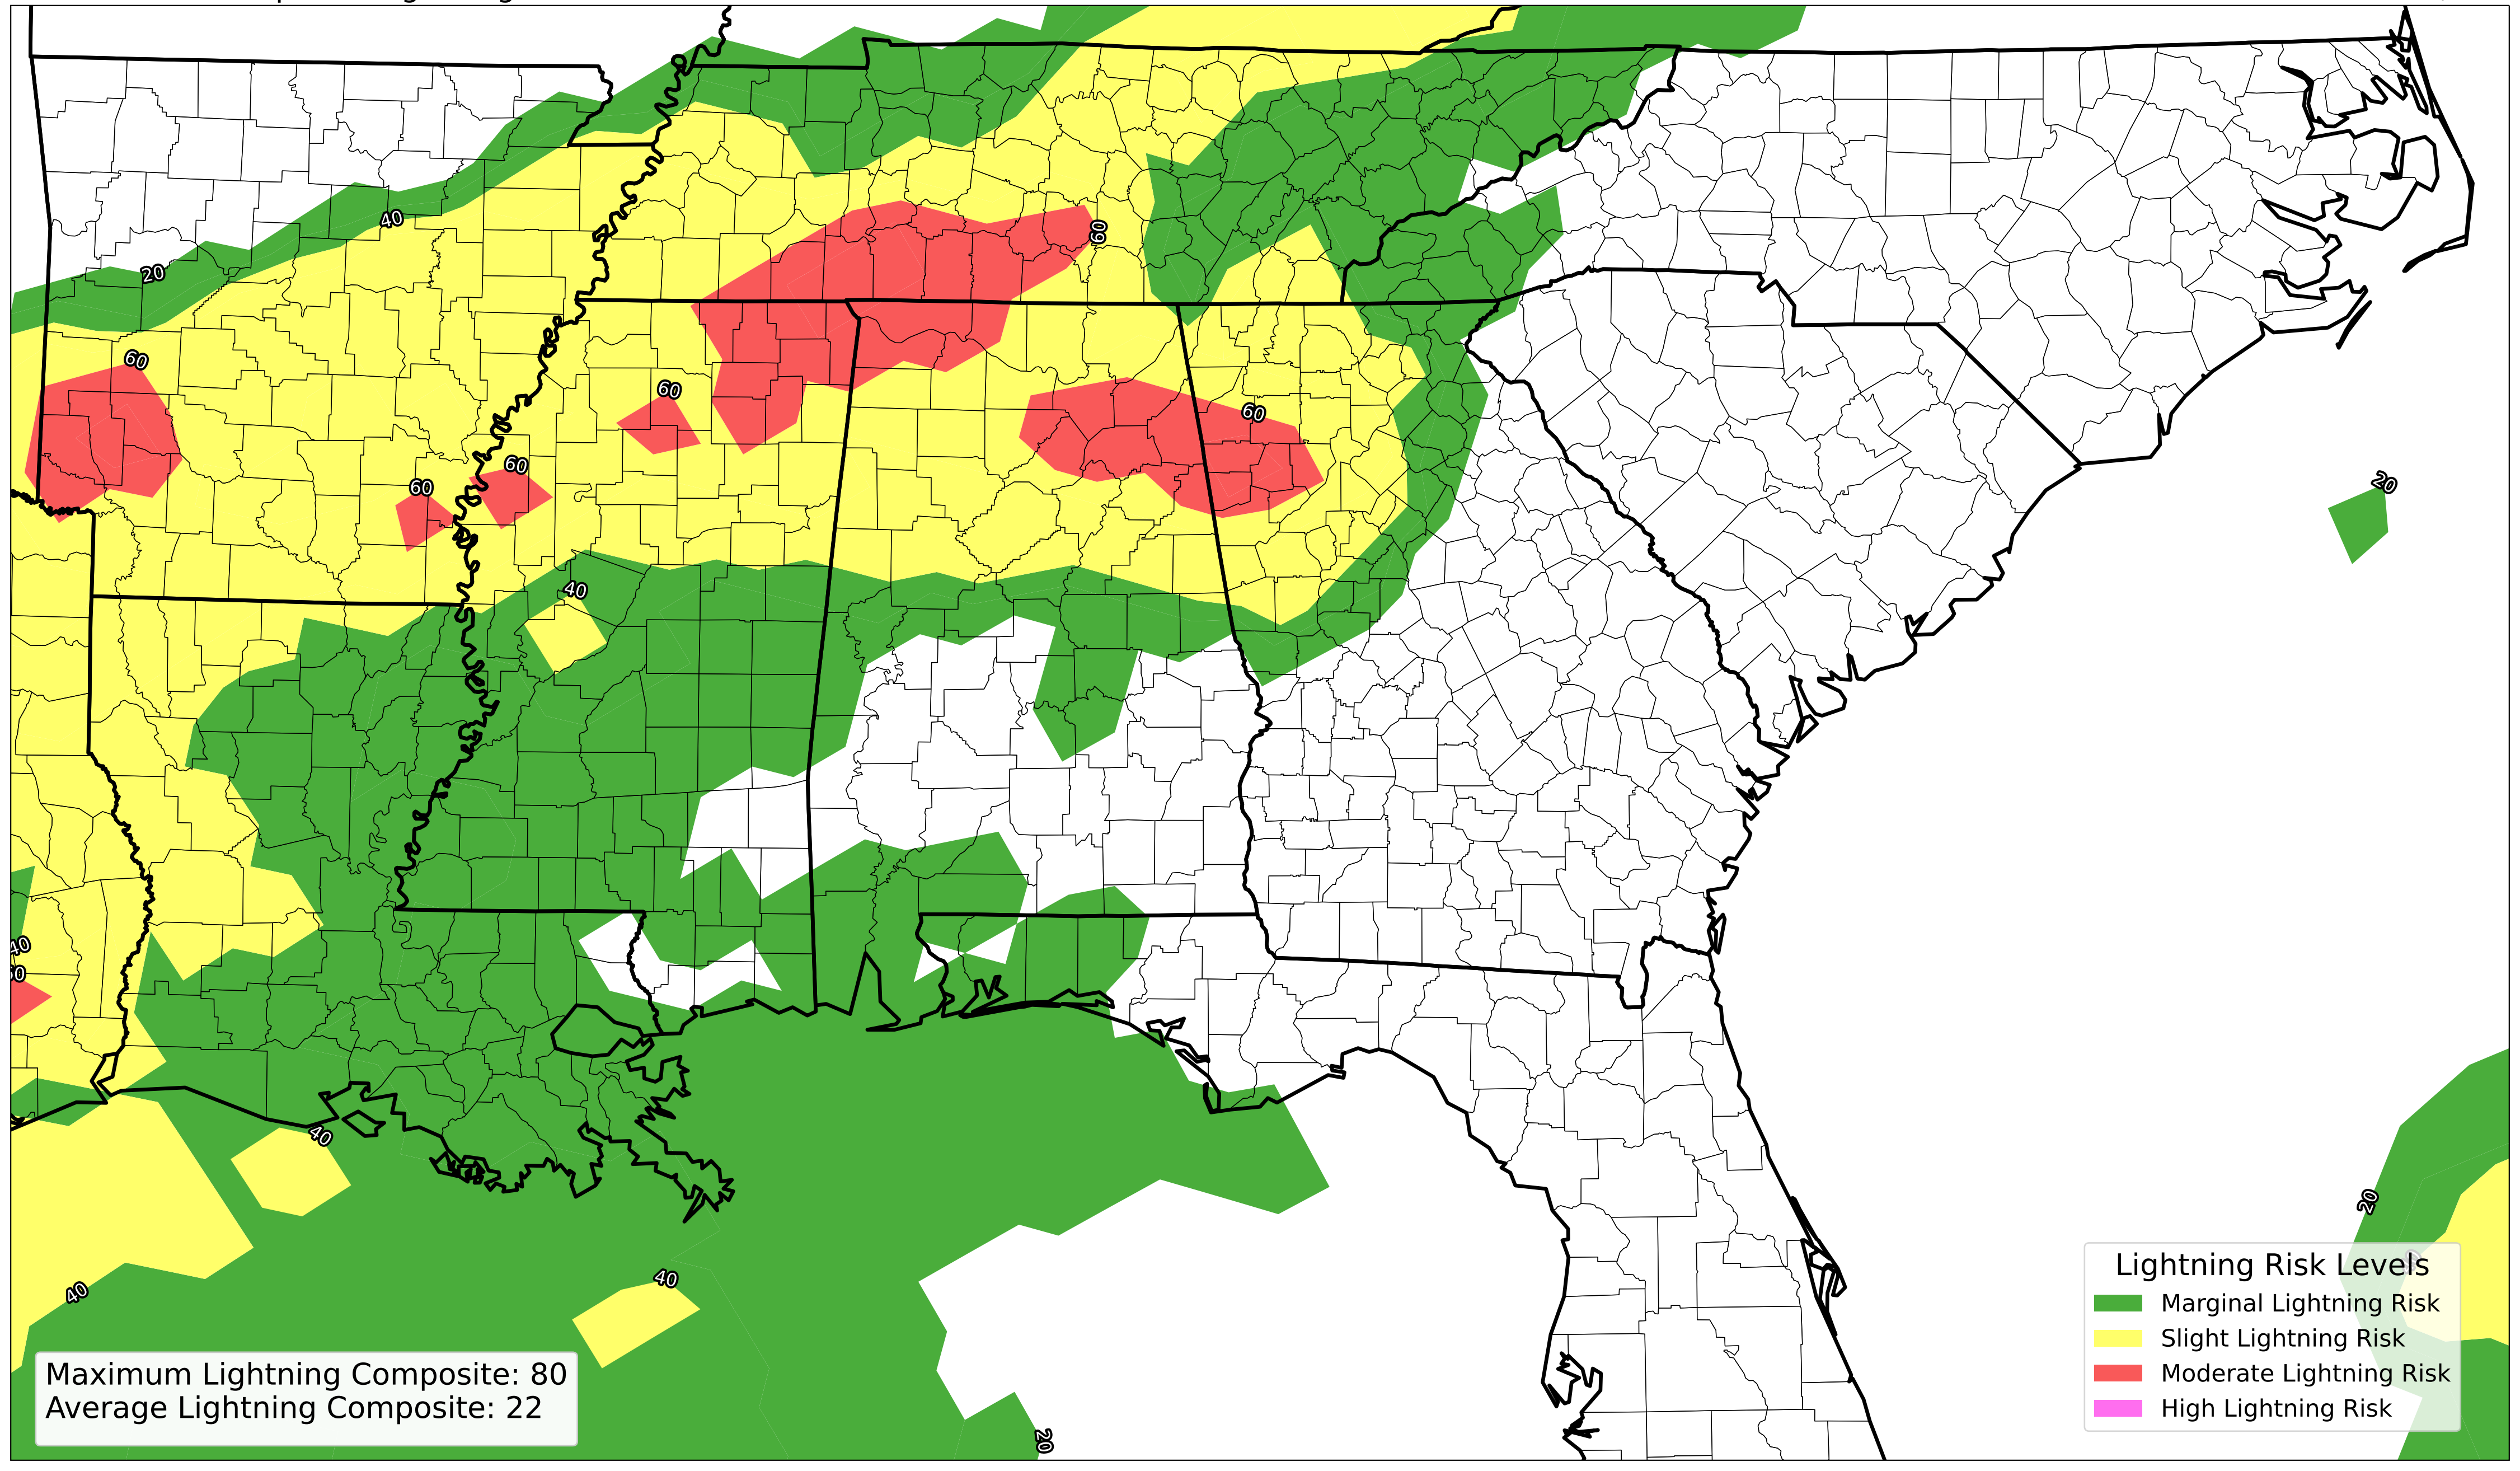 60
40
20
60
60
60
60
60
40
20
40
40
40
40
20
20
Maximum Lightning Composite: 80
Average Lightning Composite: 22
Lightning Risk Levels
Marginal Lightning Risk
Slight Lightning Risk
Moderate Lightning Risk
High Lightning Risk